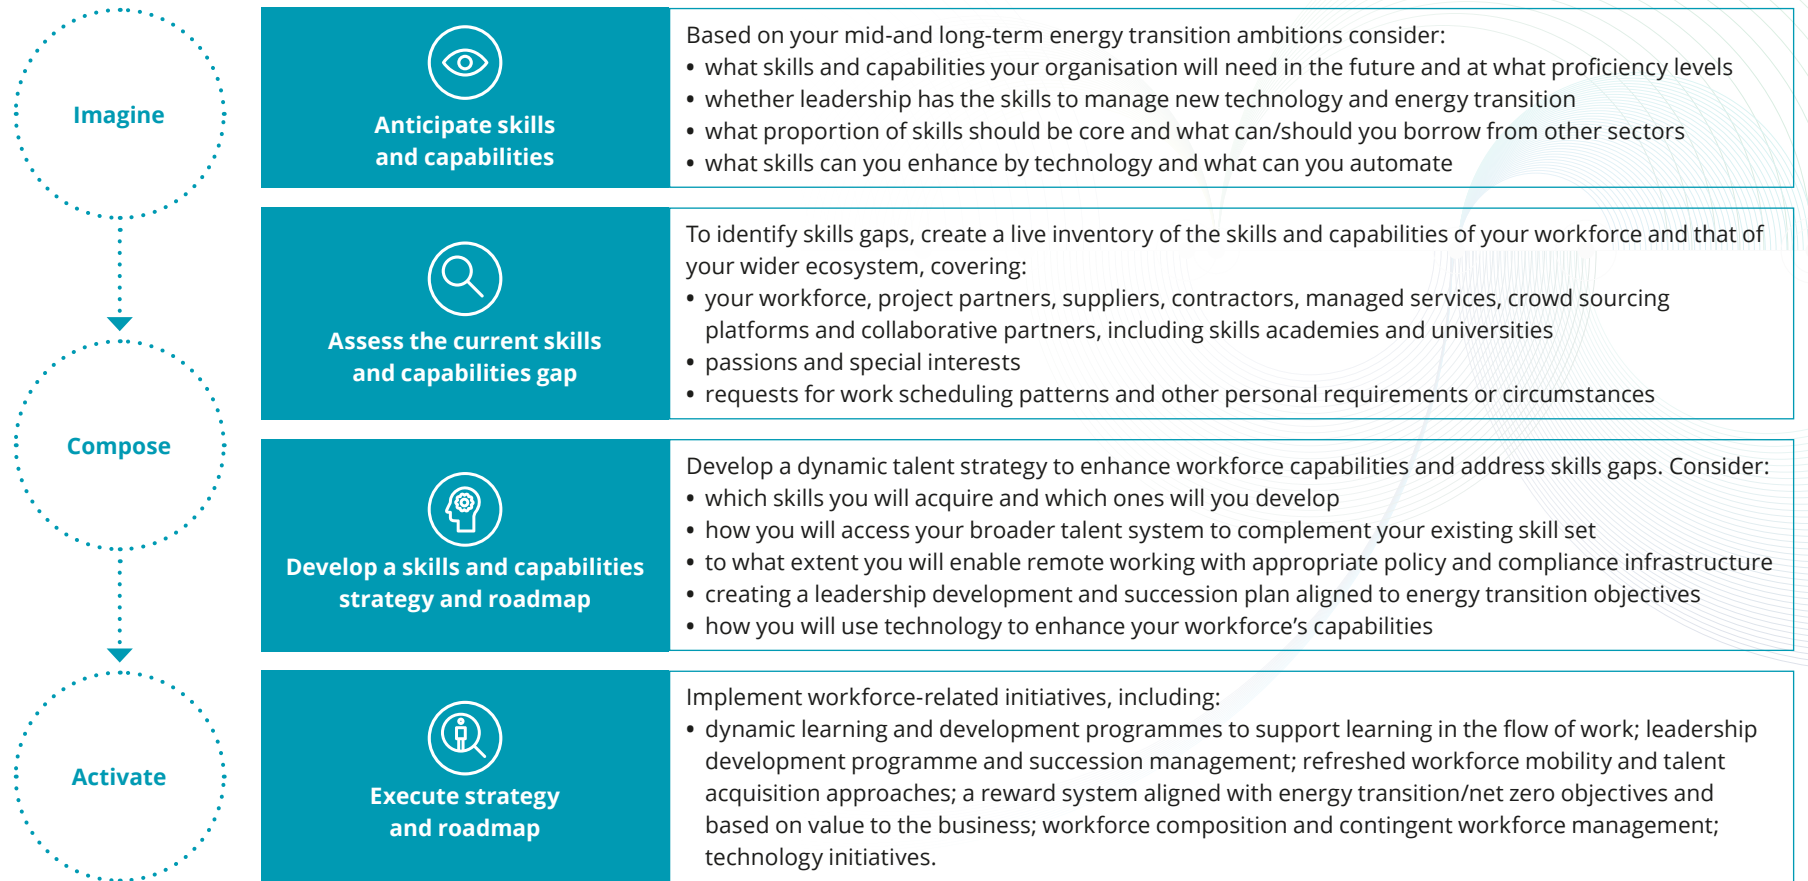 Imagine
Anticipate skills
and capabilities
Based on your mid-and long-term energy transition ambitions consider:
• what skills and capabilities your organisation will need in the future and at what proficiency levels
• whether leadership has the skills to manage new technology and energy transition
• what proportion of skills should be core and what can/should you borrow from other sectors
• what skills can you enhance by technology and what can you automate
Assess the current skills
and capabilities gap
To identify skills gaps, create a live inventory of the skills and capabilities of your workforce and that of
your wider ecosystem, covering:
• your workforce, project partners, suppliers, contractors, managed services, crowd sourcing
platforms and collaborative partners, including skills academies and universities
• passions and special interests
• requests for work scheduling patterns and other personal requirements or circumstances
Compose
Develop a skills and capabilities
strategy and roadmap
Develop a dynamic talent strategy to enhance workforce capabilities and address skills gaps. Consider:
• which skills you will acquire and which ones will you develop
• how you will access your broader talent system to complement your existing skill set
• to what extent you will enable remote working with appropriate policy and compliance infrastructure
• creating a leadership development and succession plan aligned to energy transition objectives
• how you will use technology to enhance your workforce’s capabilities
Activate
Execute strategy
and roadmap
Implement workforce-related initiatives, including:
• dynamic learning and development programmes to support learning in the flow of work; leadership
development programme and succession management; refreshed workforce mobility and talent
acquisition approaches; a reward system aligned with energy transition/net zero objectives and
based on value to the business; workforce composition and contingent workforce management;
technology initiatives.